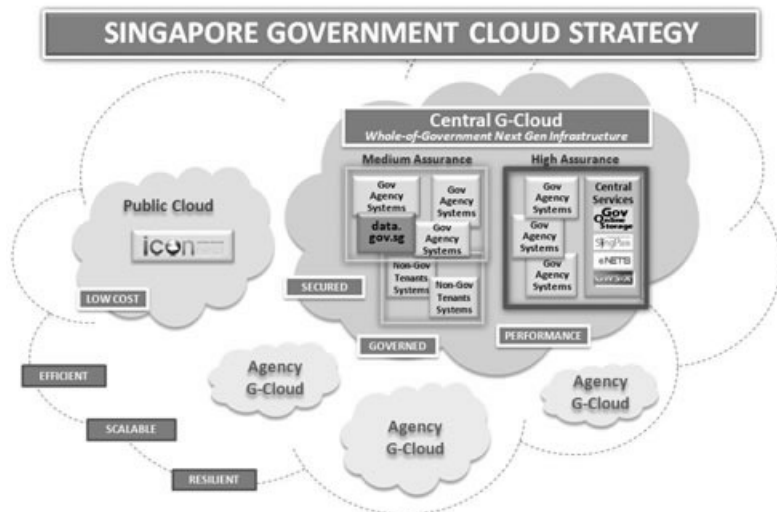 SINGAPORE GOVERNMENT CLOUD STRATEGY
Central G-Cloud
Whole-of-Government Next Gen Infrastructure
Medium Assurance
High Assurance
Public Cloud
icon
LOW COST
Gov
Agency
Systems
Gov
Agency
Systems
data.
gov.sg
Gov
Agency
Systems
Non-Gov
Tenants
Systems
Non-Gov
Tenants
Systems
Gov
Agency
Systems
Gov
Agency
Systems
Gov
Agency
Systems
Central
Services
Gov
Online
Storage
SingPass
eNETS
SECURED
GOVERNED
PERFORMANCE
EFFICIENT
SCALABLE
RESILIENT
Agency
G-Cloud
Agency
G-Cloud
Agency
G-Cloud